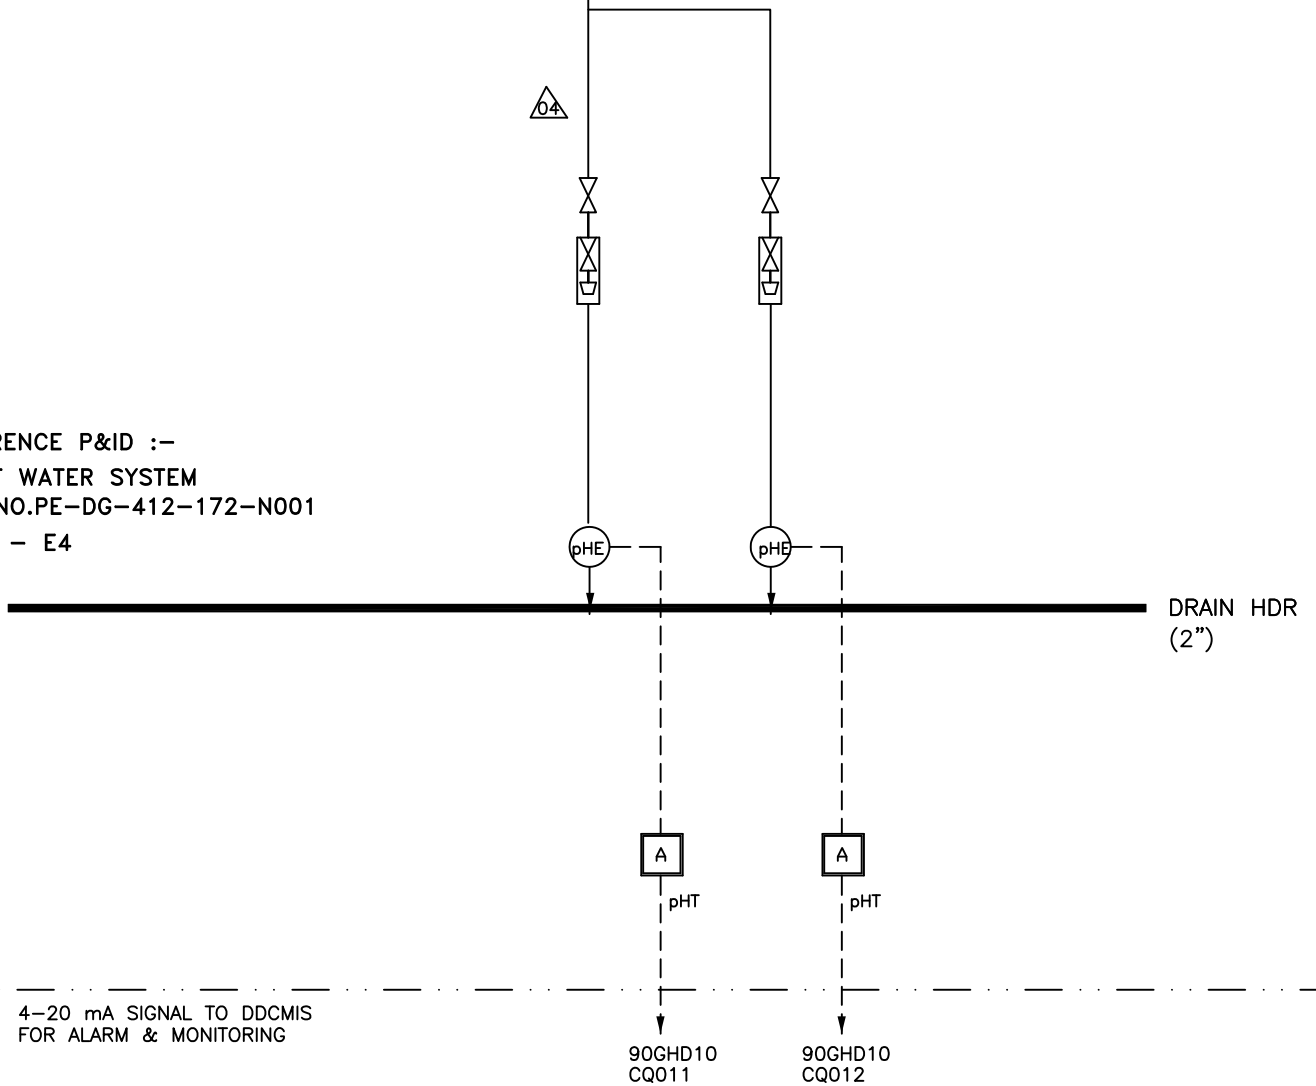 04
RENCE P&ID :-
T WATER SYSTEM
NO.PE-DG-412-172-N001
- E4
pHE pHE
DRAIN HDR
(2")
A A
pHT pHT
4-20 mA SIGNAL TO DDCMIS
FOR ALARM & MONITORING
90GHD10
CQ011
90GHD10
CQ012